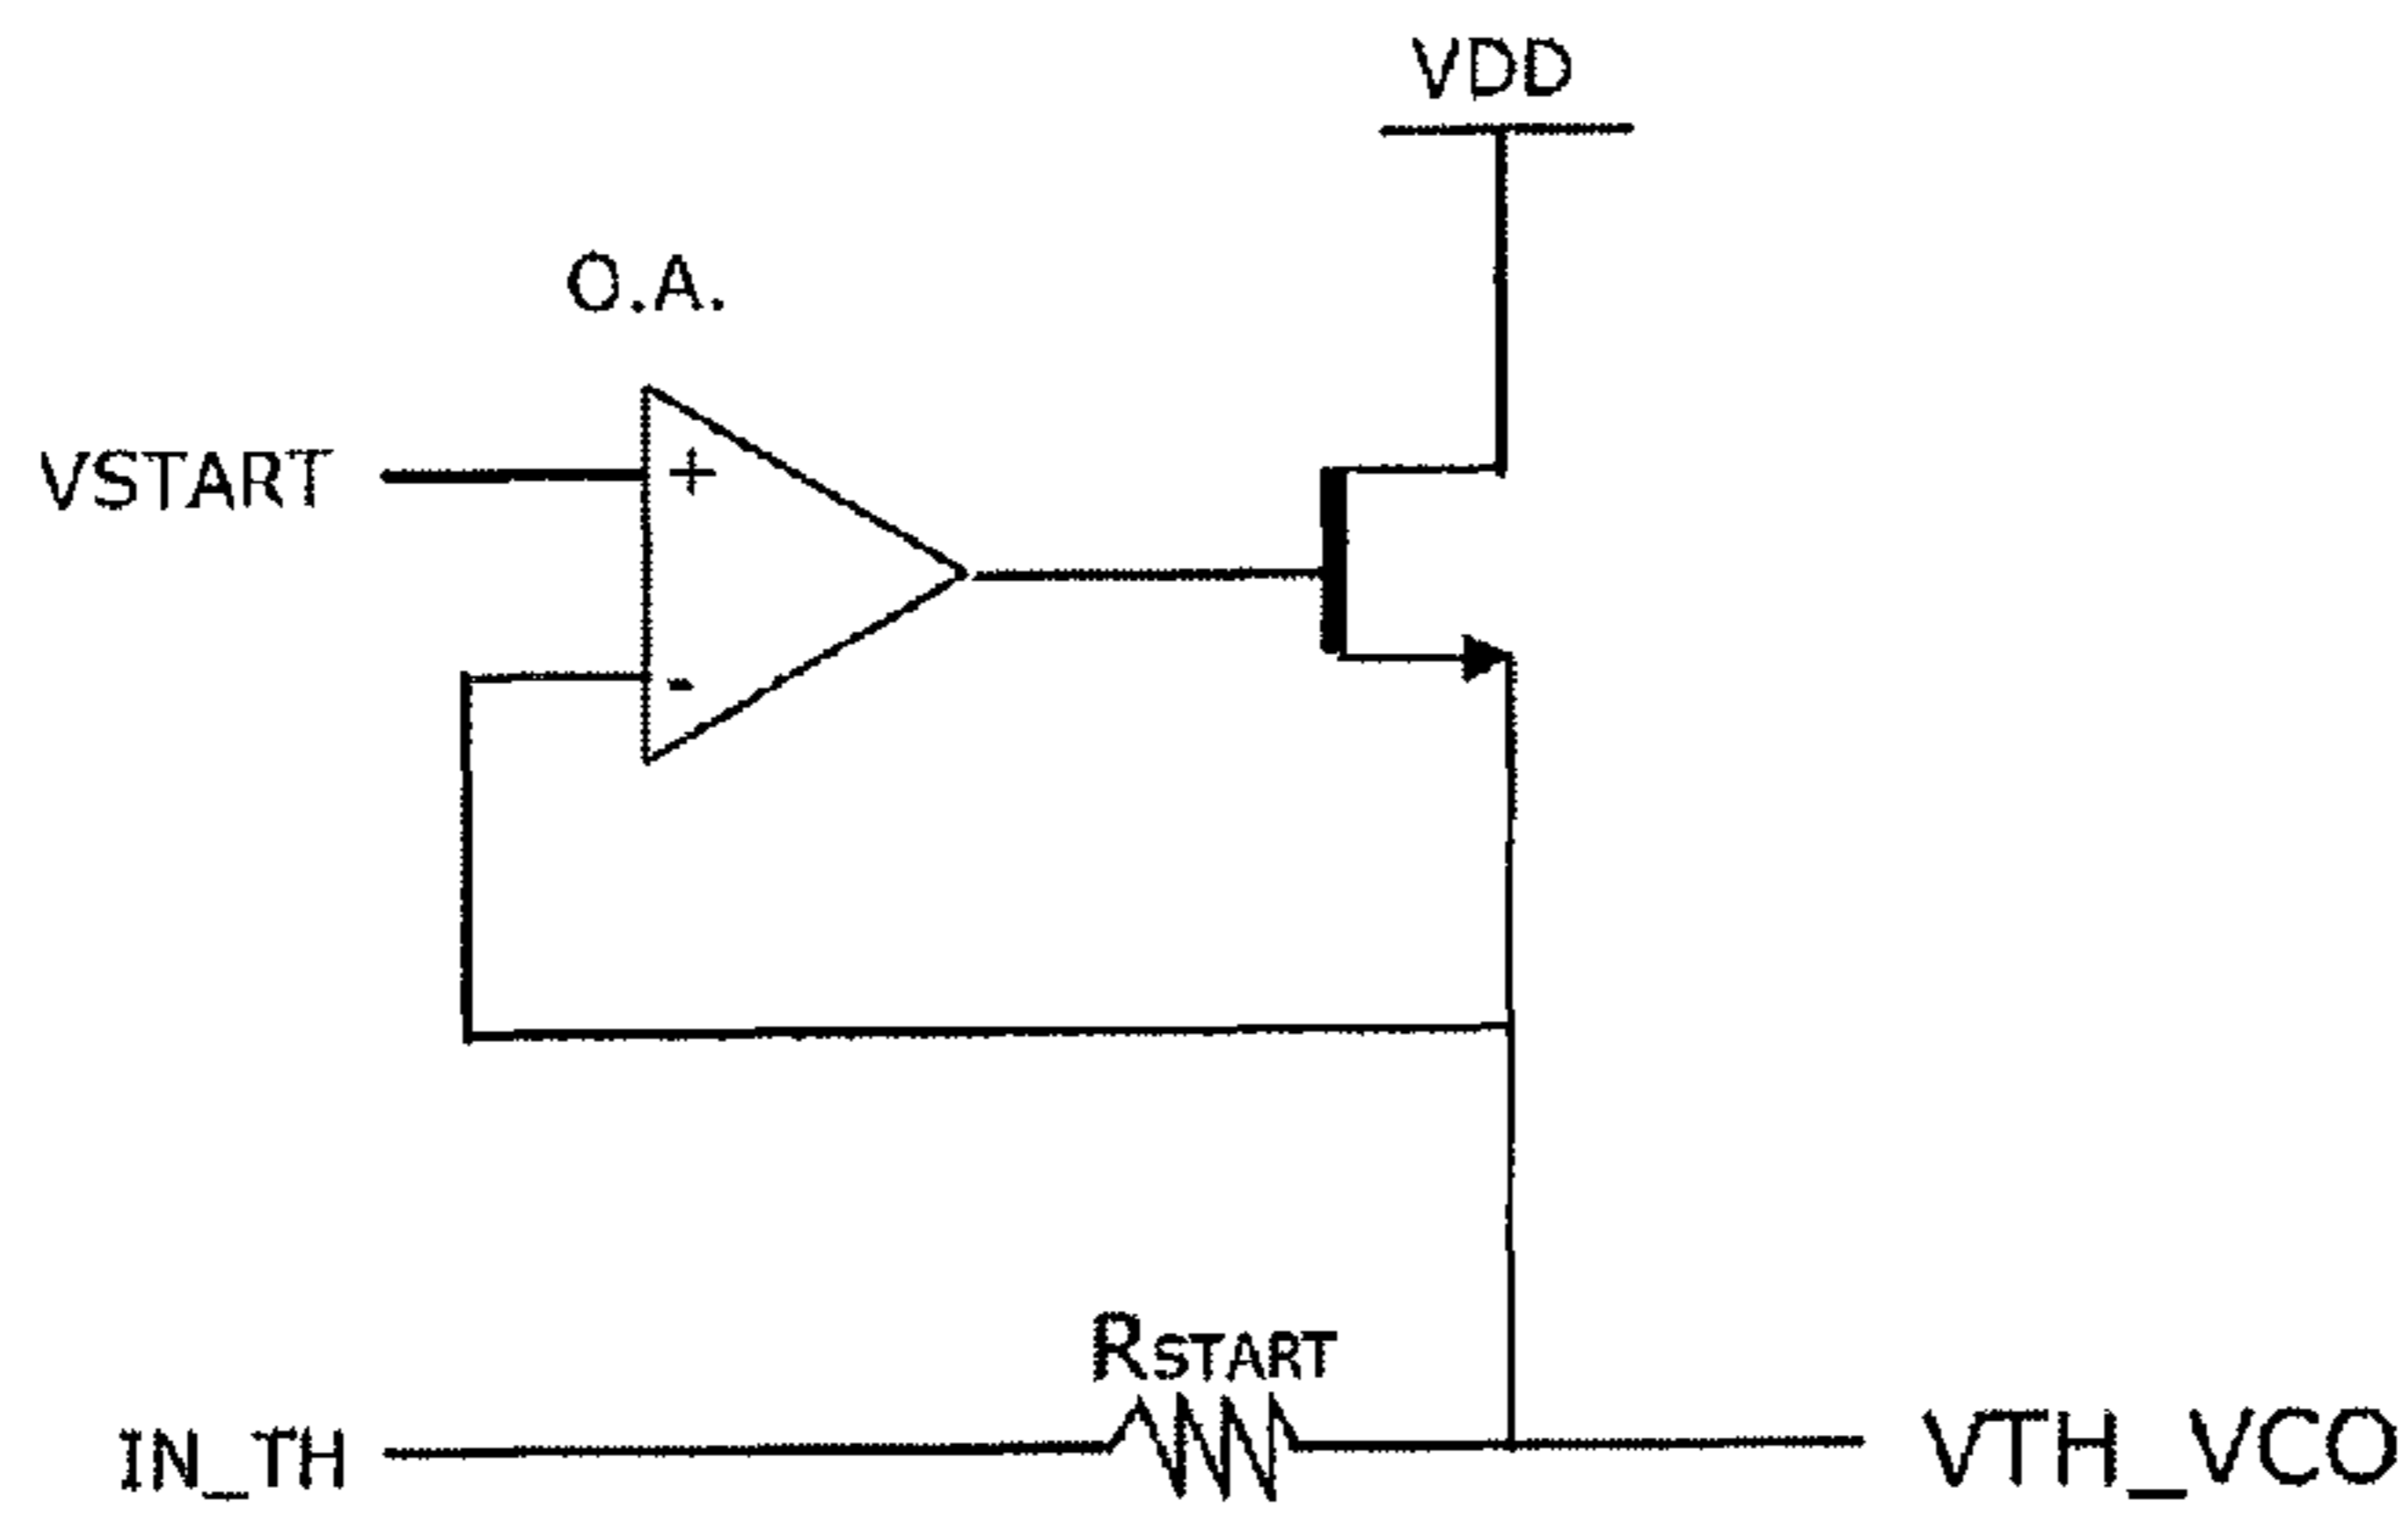 VDD
O.A.
VSTART
+
-
RSTART
IN_TH
VTH_VCO